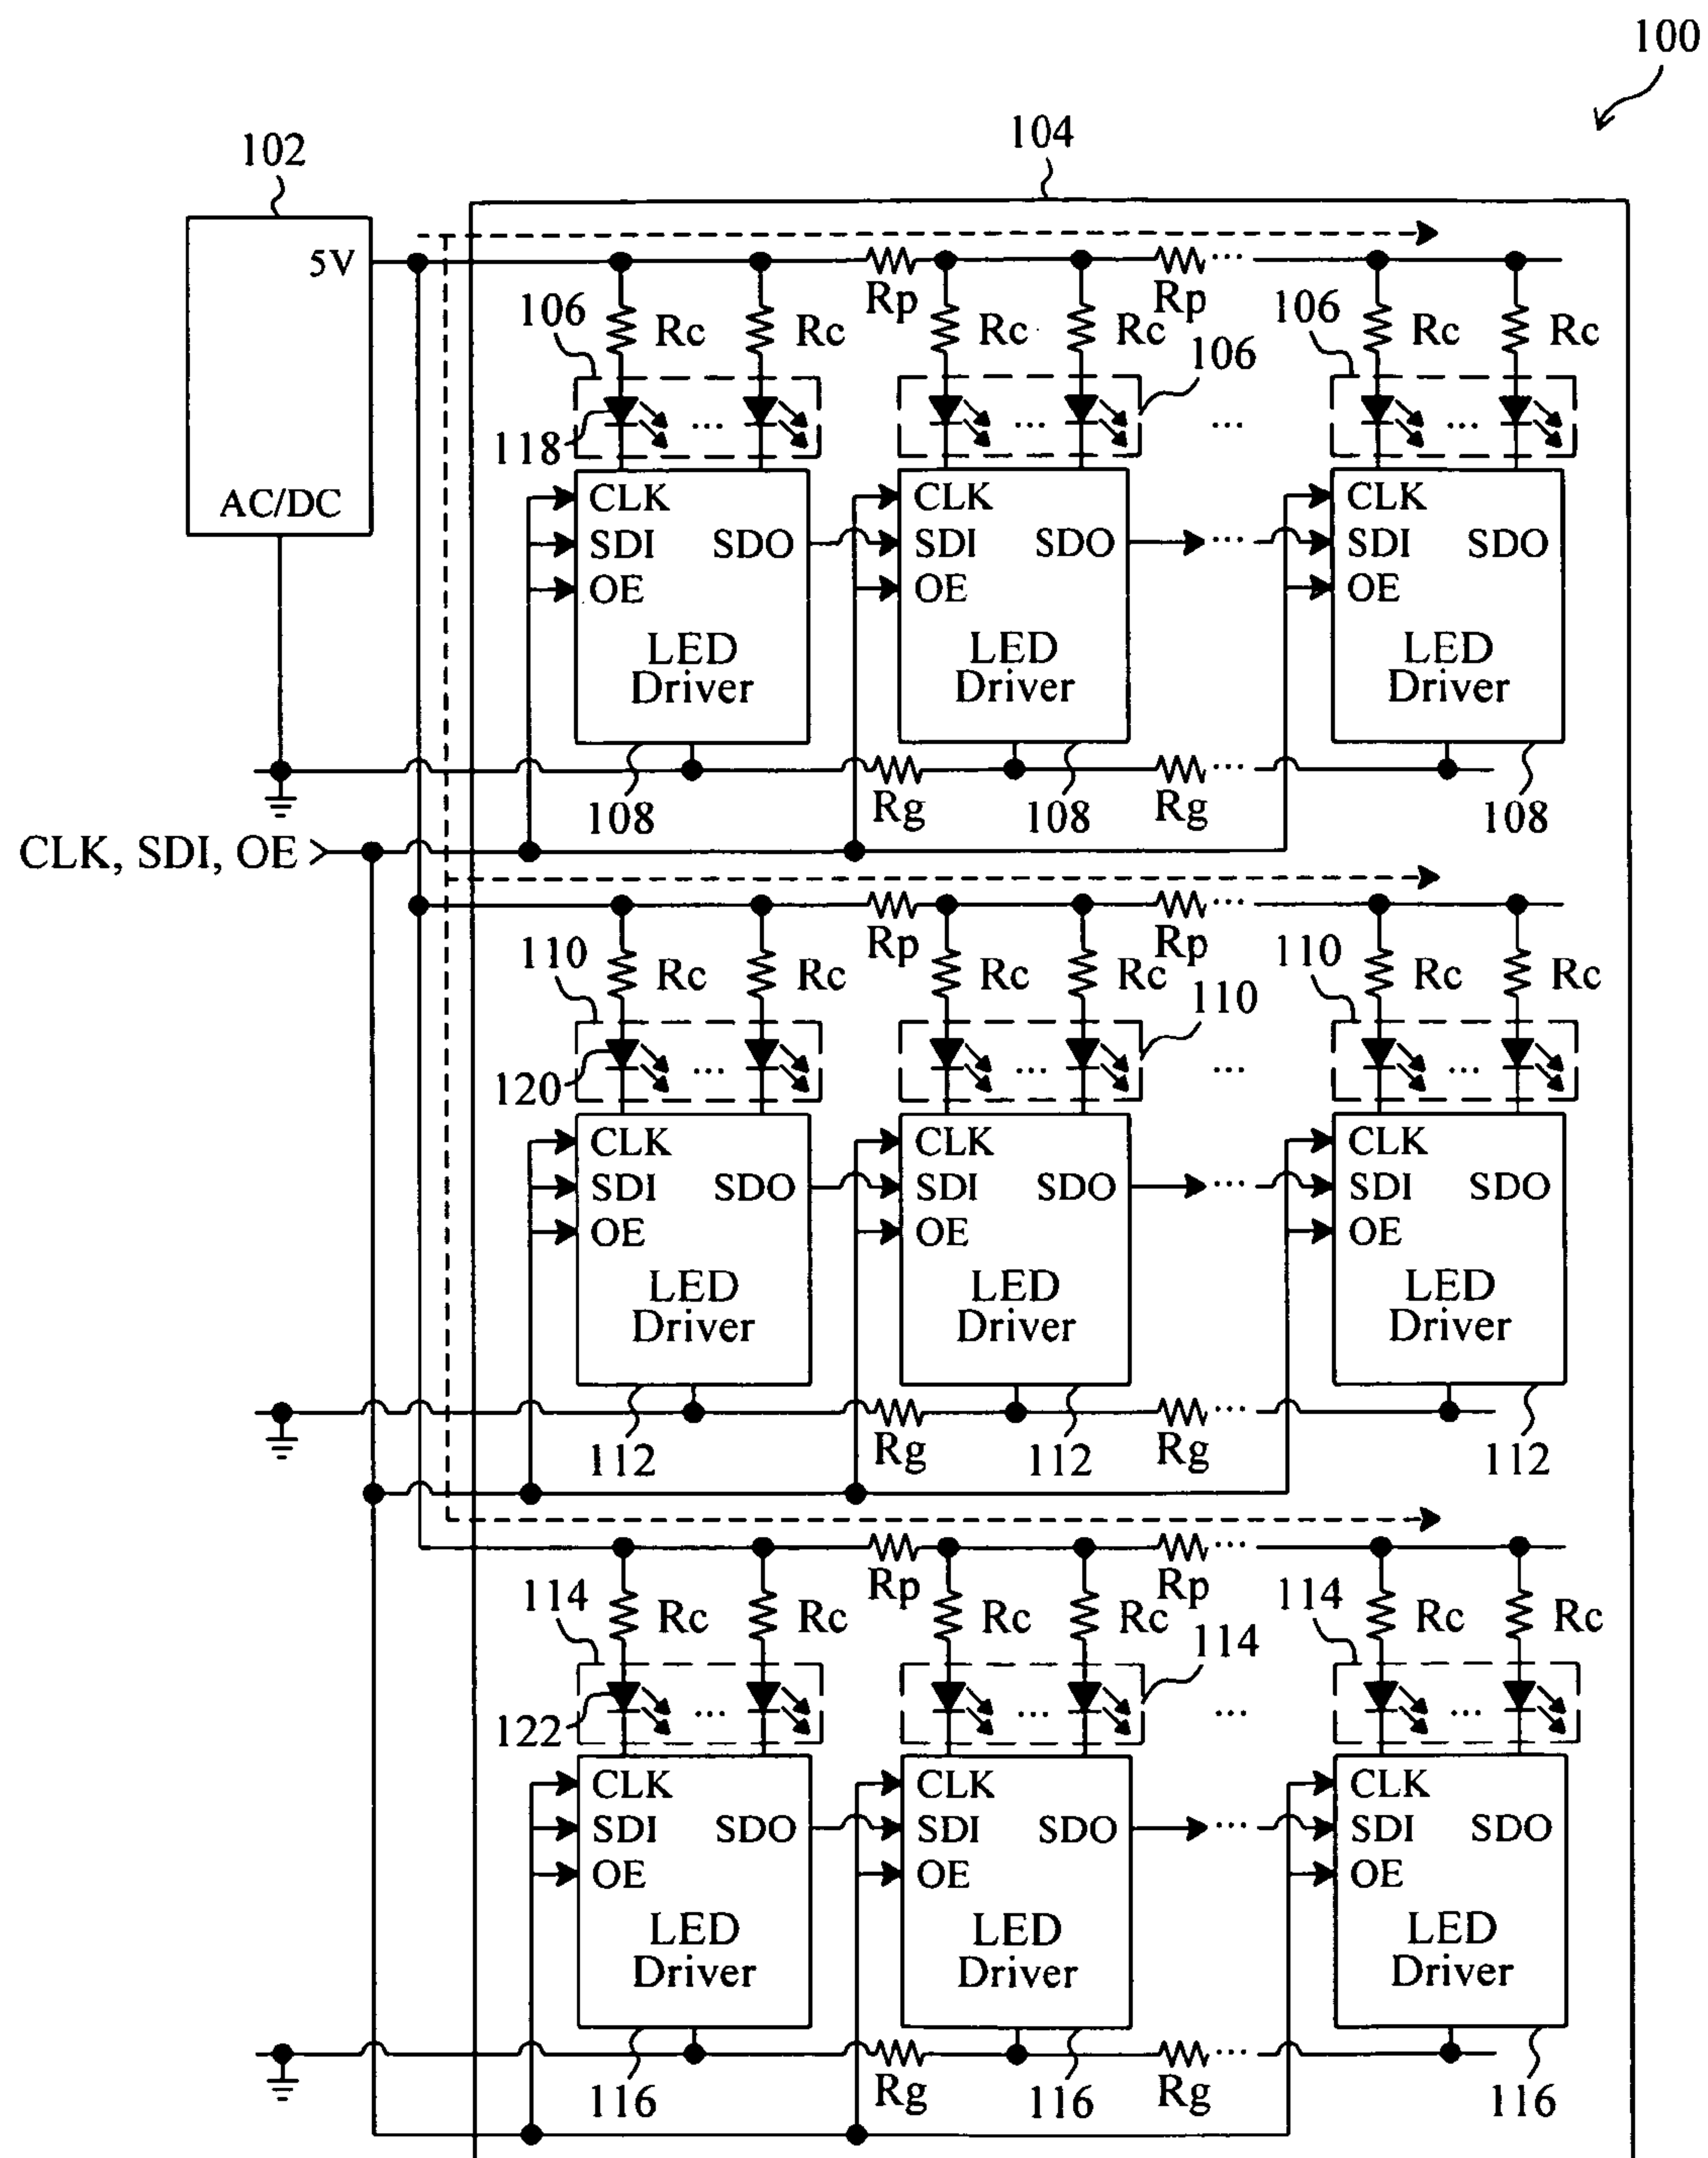 100
104
102
5V
AC/DC
Rp Rp
106 Rc Rc Rc Rc 106 106 Rc Rc
118 ... ... ... ...
CLK CLK CLK
SDI SDO SDI SDO ... SDI SDO
OE OE OE
LED LED LED
Driver Driver Driver
108 Rg 108 Rg ... 108
CLK, SDI, OE
Rp Rp
110 Rc Rc Rc Rc 110 110 Rc Rc
120 ... ... ... ...
CLK CLK CLK
SDI SDO SDI SDO ... SDI SDO
OE OE OE
LED LED LED
Driver Driver Driver
112 Rg 112 Rg ... 112
Rp Rp
114 Rc Rc Rc Rc 114 114 Rc Rc
122 ... ... ... ...
CLK CLK CLK
SDI SDO SDI SDO ... SDI SDO
OE OE OE
LED LED LED
Driver Driver Driver
116 Rg 116 Rg ... 116